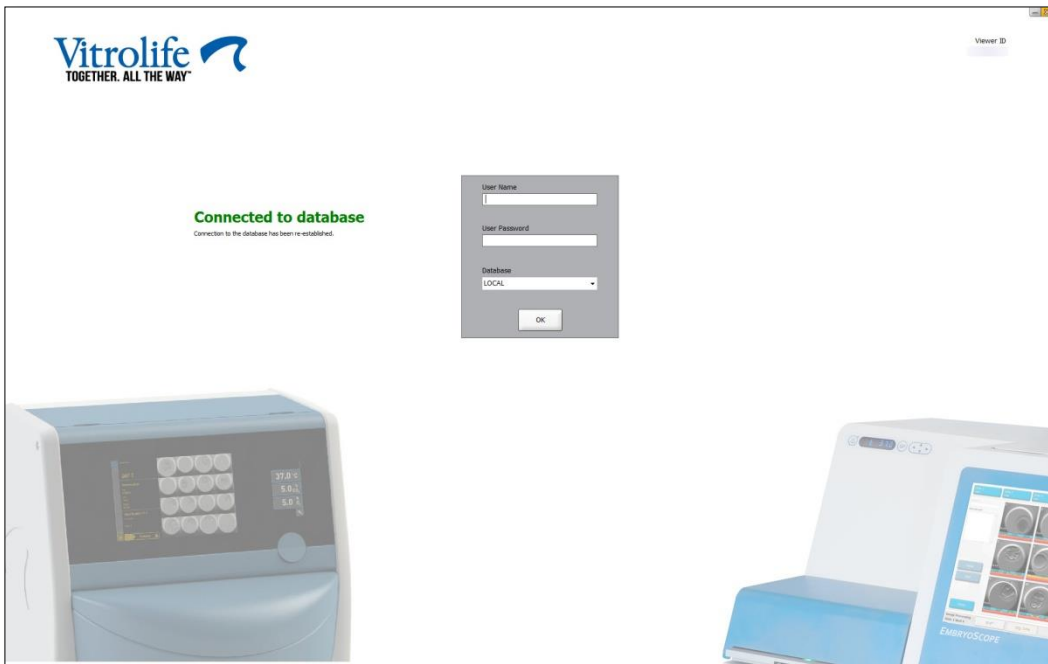 Vitrolife
TOGETHER. ALL THE WAY™
Viewer ID
Connected to database
Connection to the database has been re-established.
User Name
User Password
Database
LOCAL
OK
37.0 °C
5.0
5.0
EMBRYOSCOPE